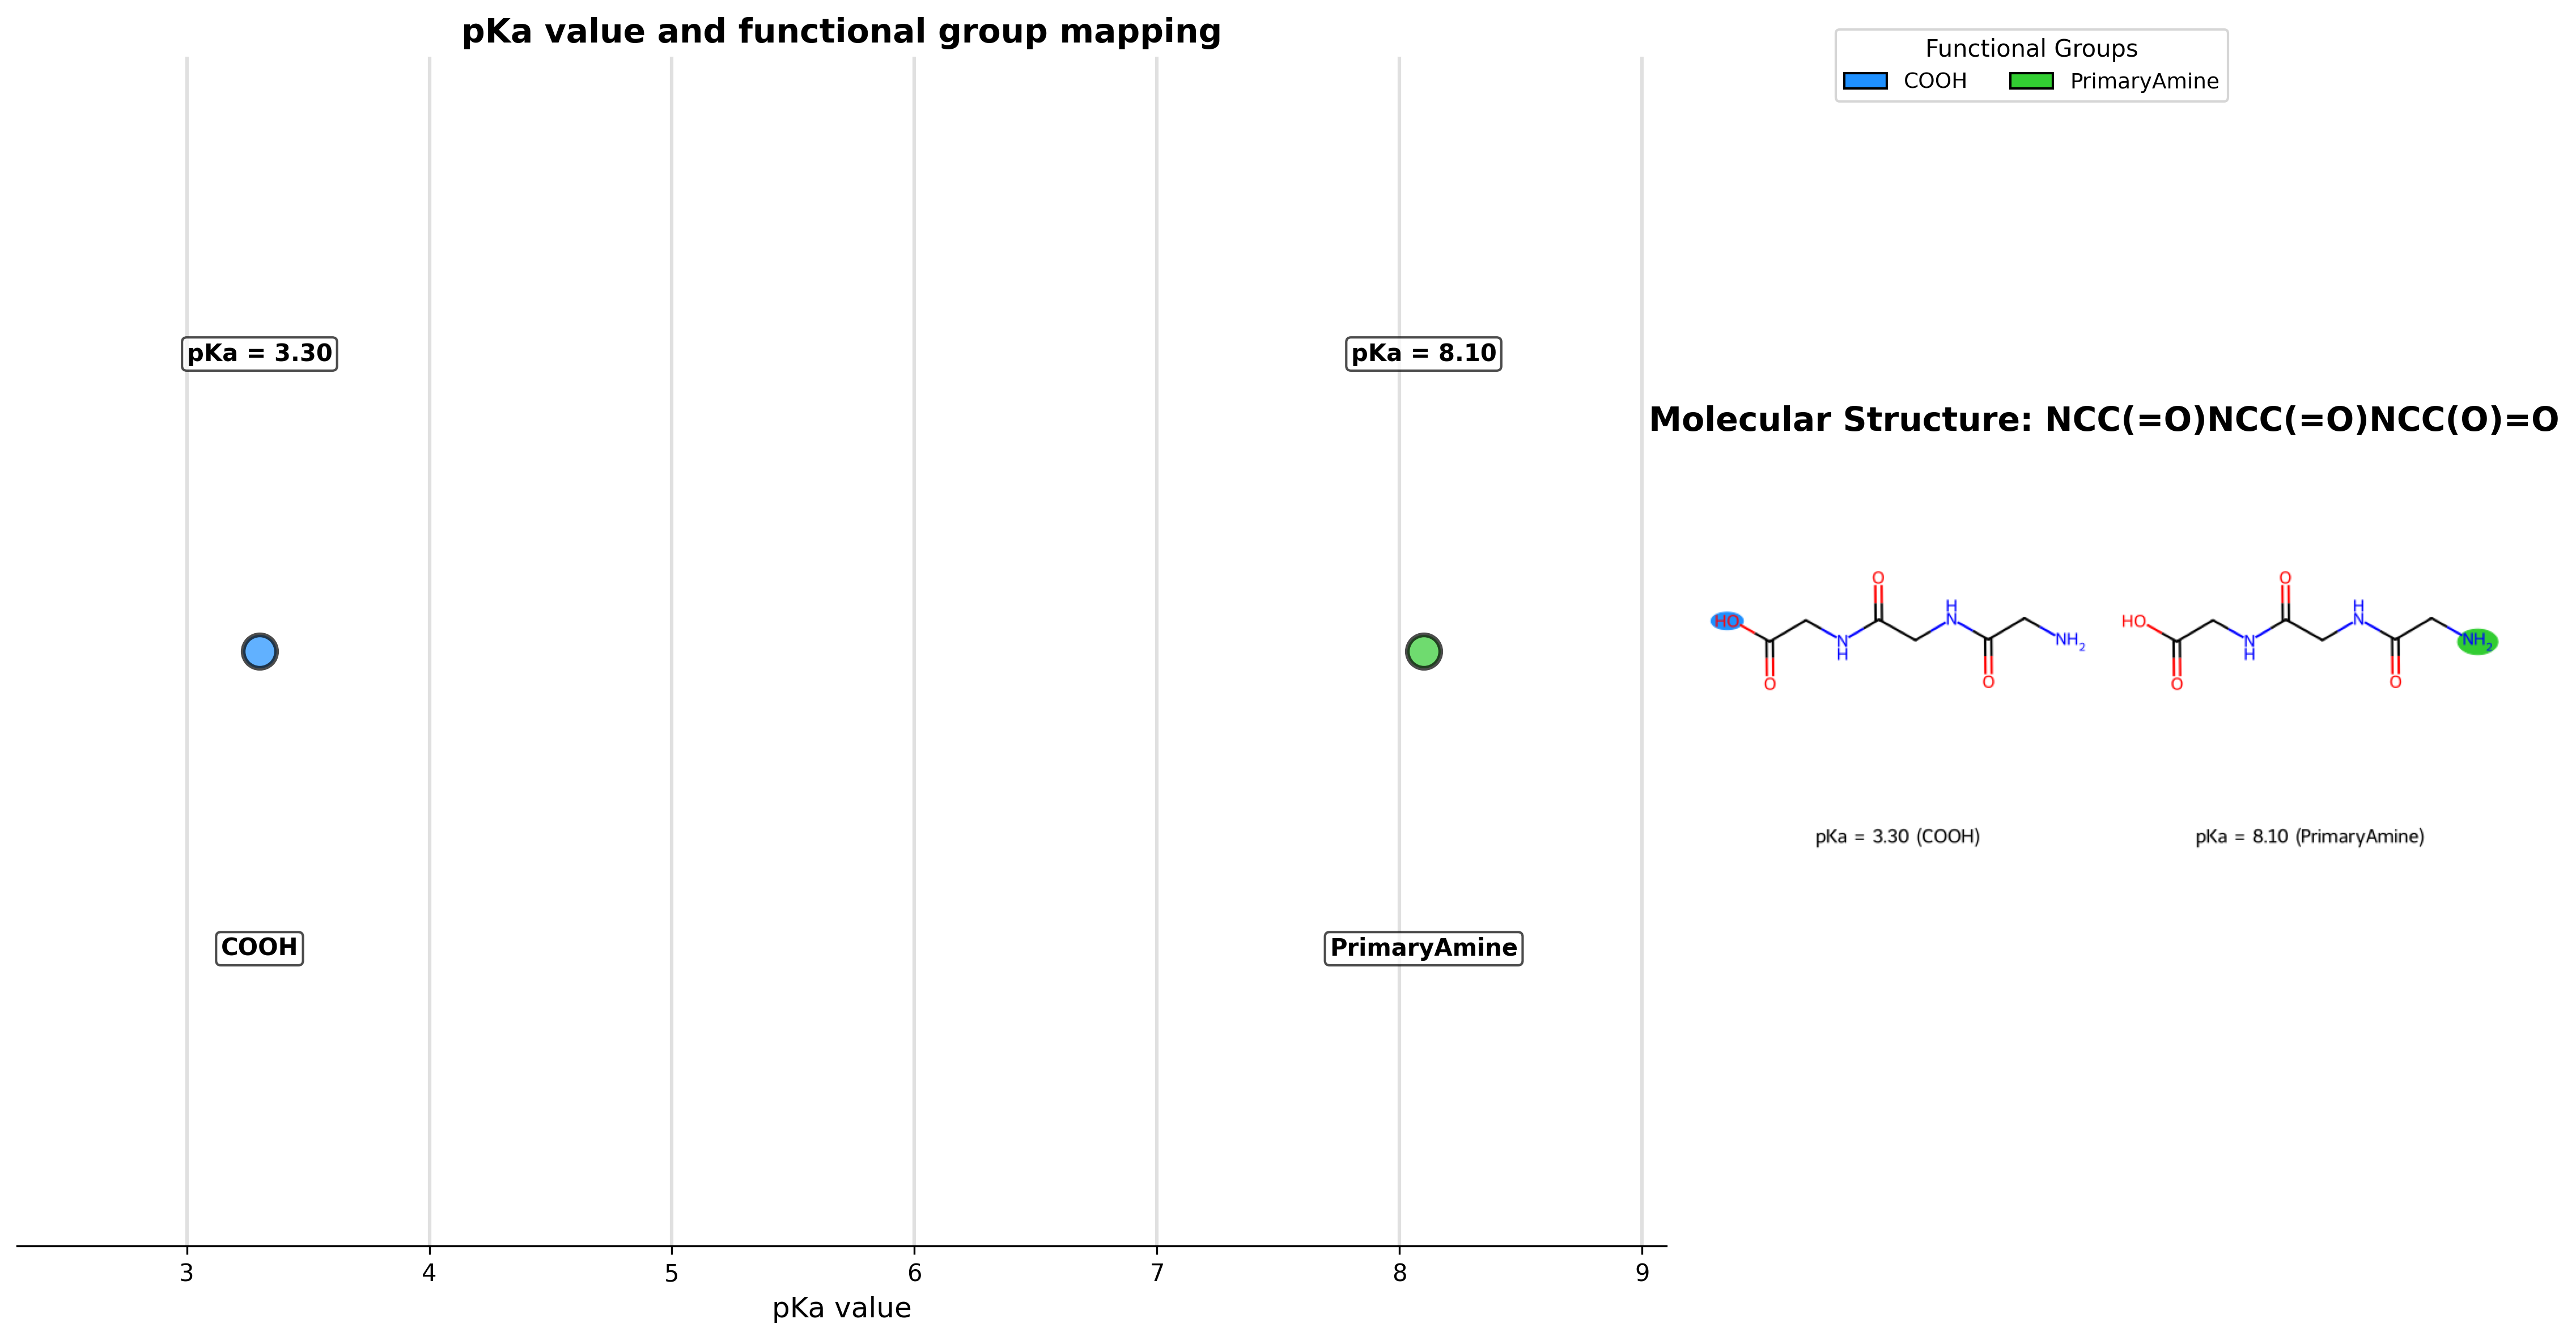 pKa value and functional group mapping
pKa = 3.30
pKa = 8.10
COOH
PrimaryAmine
3 4 5 6 7 8 9
pKa value
Functional Groups
COOH PrimaryAmine
Molecular Structure: NCC(=O)NCC(=O)NCC(O)=O
HO O N H O H N O NH2
pKa = 3.30 (COOH)
HO O N H O H N O NH2
pKa = 8.10 (PrimaryAmine)